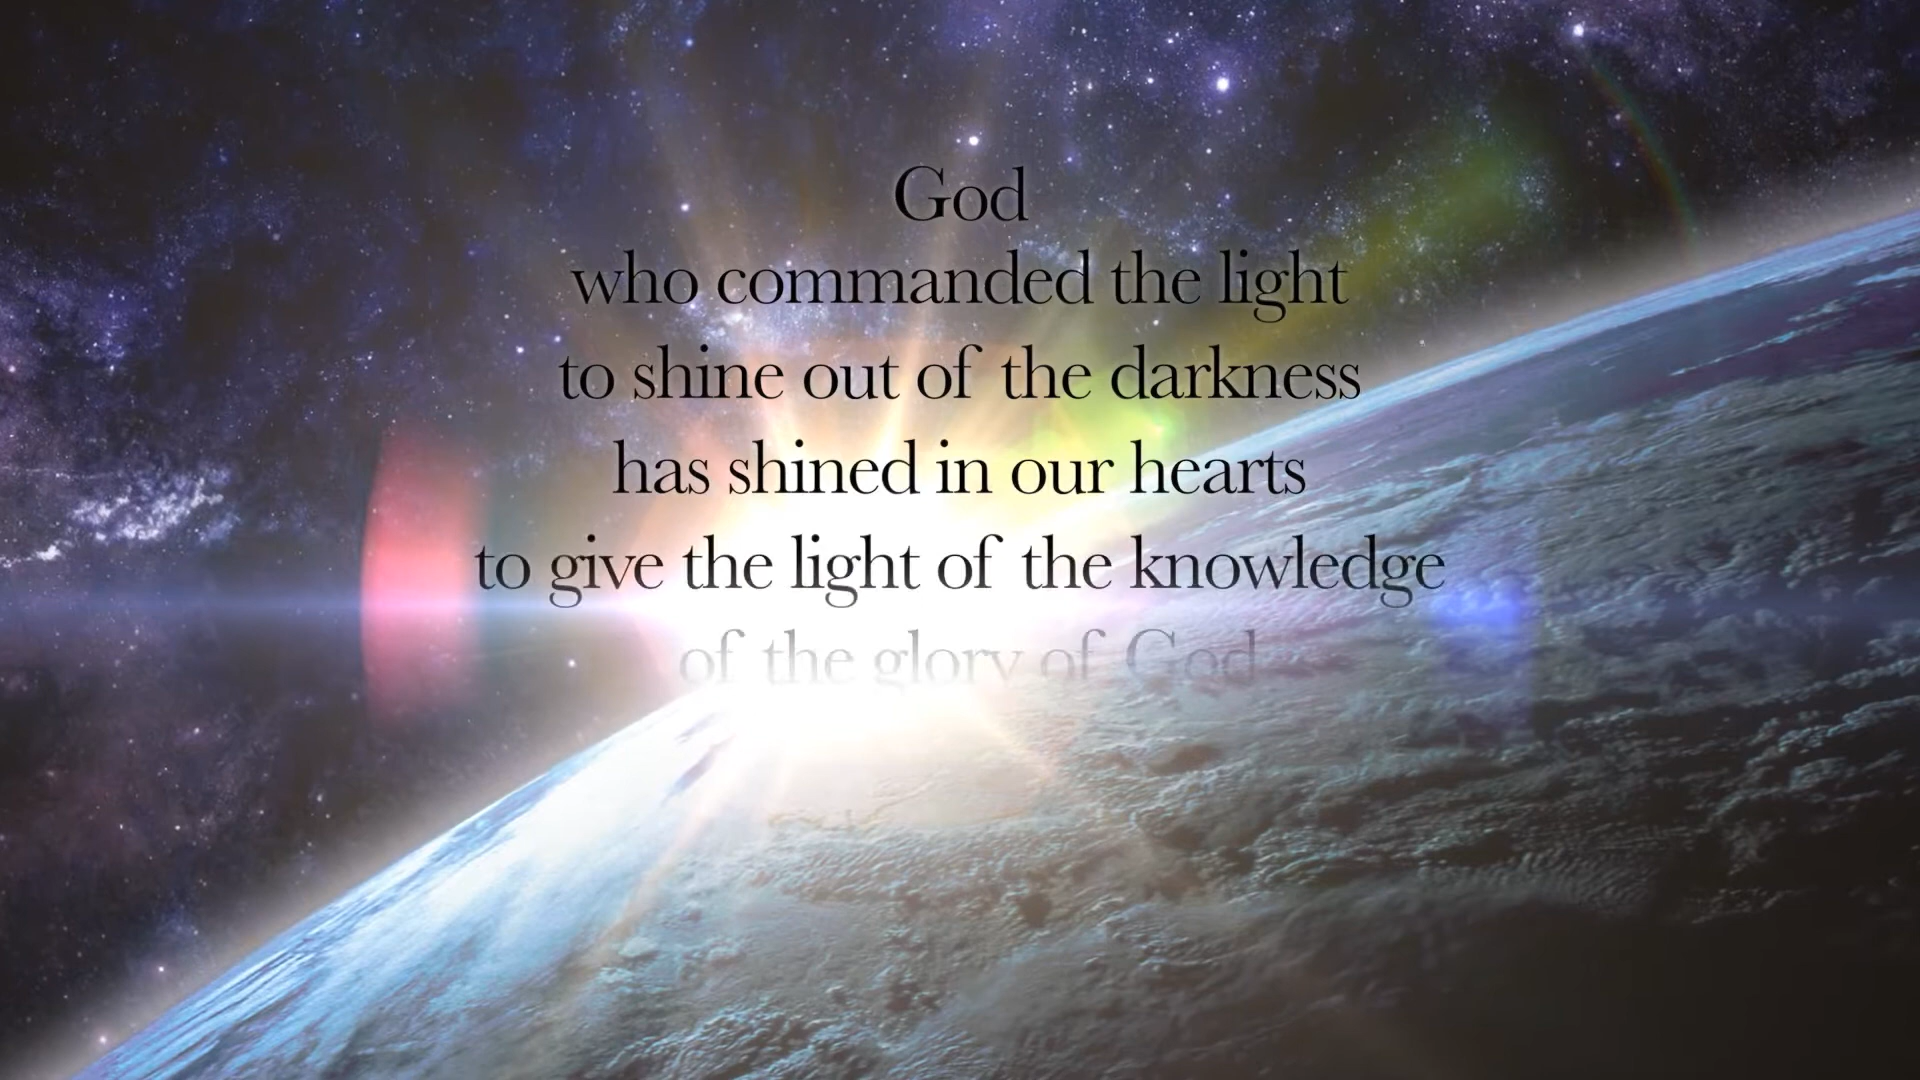 God
who commanded the light
to shine out of the darkness
has shined in our hearts
to give the light of the knowledge
of the glory of God